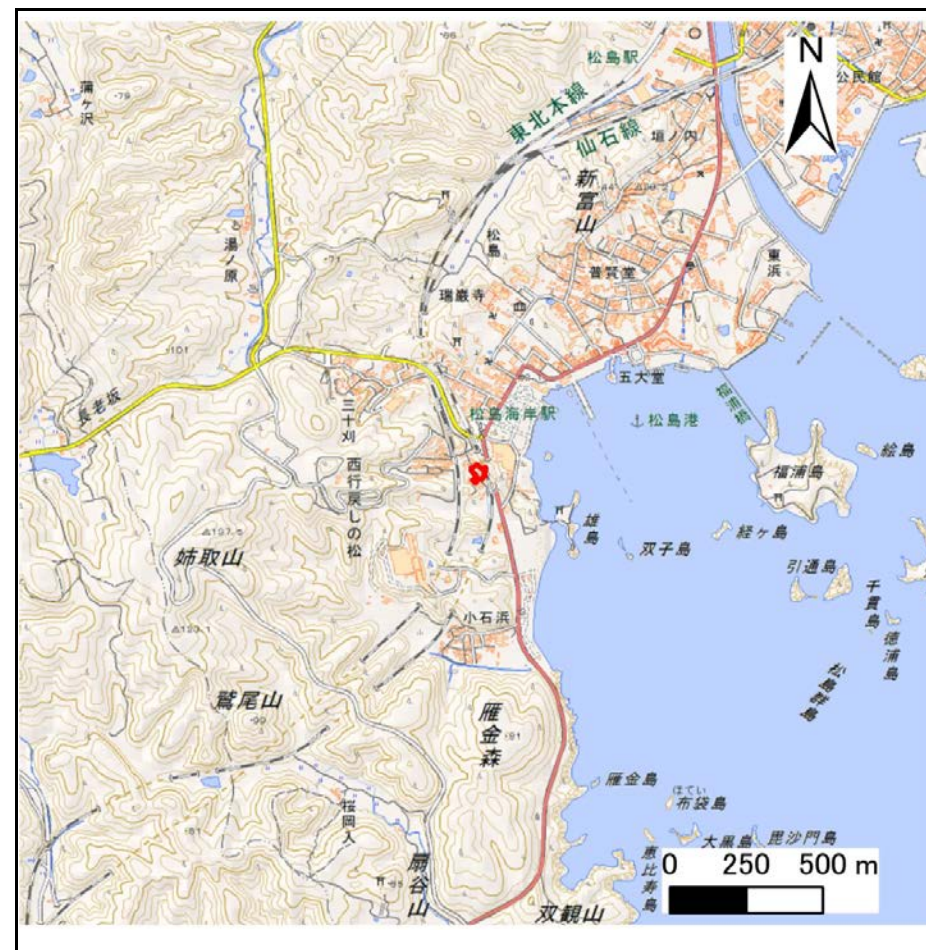 松島駅
N
公民館
蒲ヶ沢
東北本線
仙石線
垣ノ内
新富山
松島
湯ノ原
普賢堂
東浜
瑞巌寺
長老坂
五大堂
福浦橋
三十刈
松島海岸駅
松島港
絵島
西行戻しの松
福浦島
雄島
経ヶ島
双子島
姉取山
引通島
千貫島
小石浜
徳浦島
松島群島
鷲尾山
雁金森
雁金島
ほてい
布袋島
桜岡入
大黒島
毘沙門島
恵比寿島
扇谷山
双観山
0 250 500 m